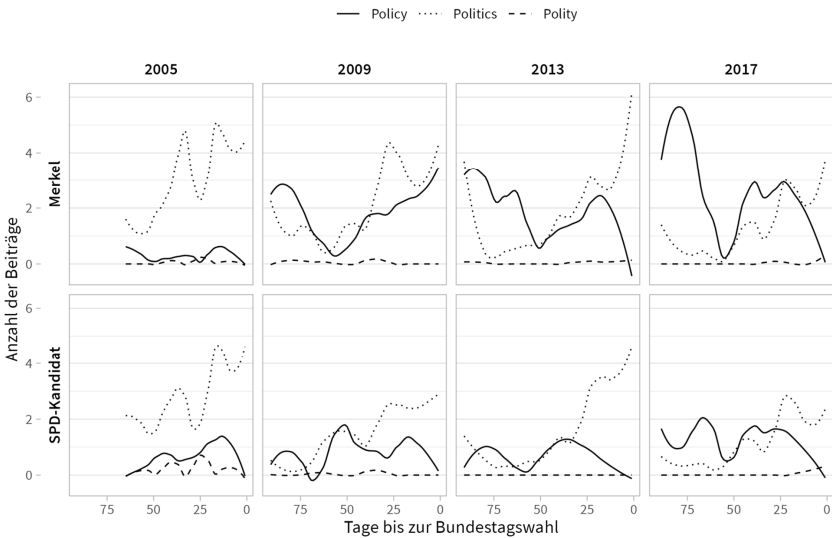 Policy Politics Polity
2005 2009 2013 2017
Anzahl der Beiträge
Merkel
6
4
2
0
SPD-Kandidat
6
4
2
0
75 50 25 0 75 50 25 0 75 50 25 0 75 50 25 0
Tage bis zur Bundestagswahl